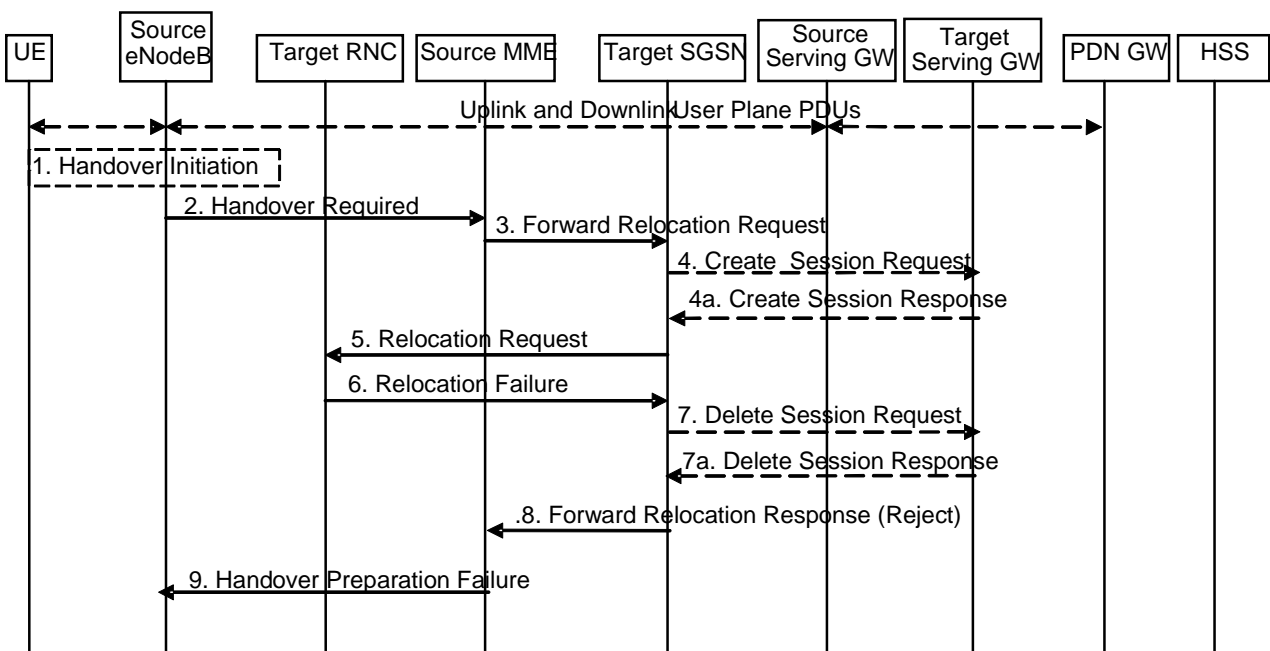 UE
Source
eNodeB
Target RNC
Source MME
Target SGSN
Source
Serving GW
Target
Serving GW
PDN GW
HSS
Uplink and Downlink User Plane PDUs
1. Handover Initiation
2. Handover Required
3. Forward Relocation Request
4. Create Session Request
4a. Create Session Response
5. Relocation Request
6. Relocation Failure
7. Delete Session Request
7a. Delete Session Response
.8. Forward Relocation Response (Reject)
9. Handover Preparation Failure